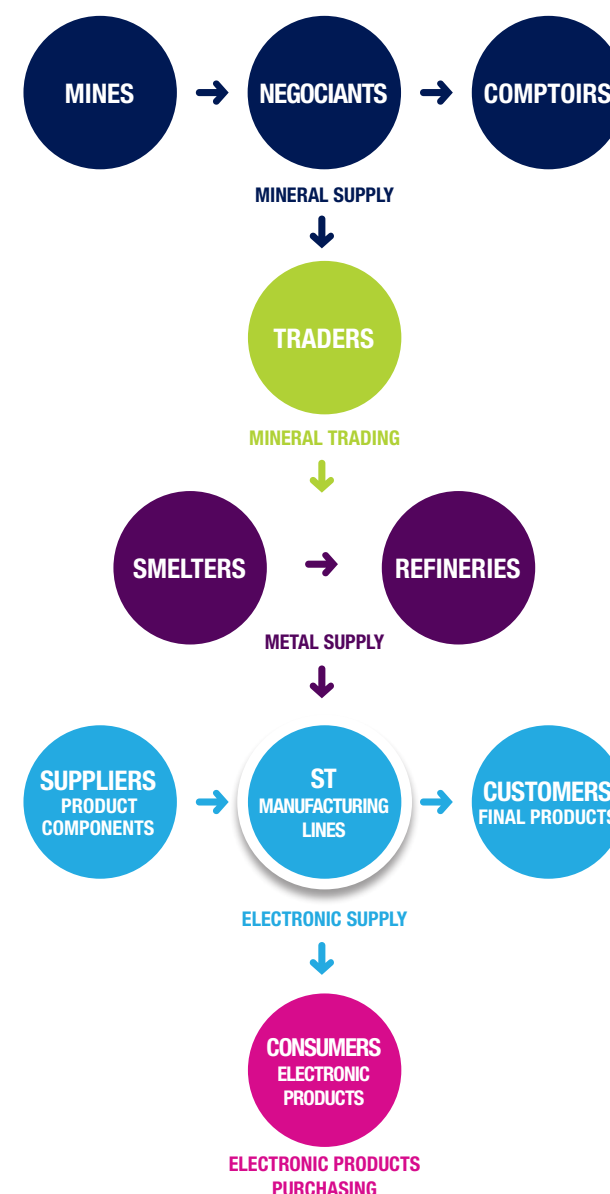 MINES
NEGOCIANTS
COMPTOIRS
MINERAL SUPPLY
TRADERS
MINERAL TRADING
SMELTERS
REFINERIES
METAL SUPPLY
SUPPLIERS
PRODUCT
COMPONENTS
ST
MANUFACTURING
LINES
CUSTOMERS
FINAL PRODUCTS
ELECTRONIC SUPPLY
CONSUMERS
ELECTRONIC
PRODUCTS
ELECTRONIC PRODUCTS
PURCHASING